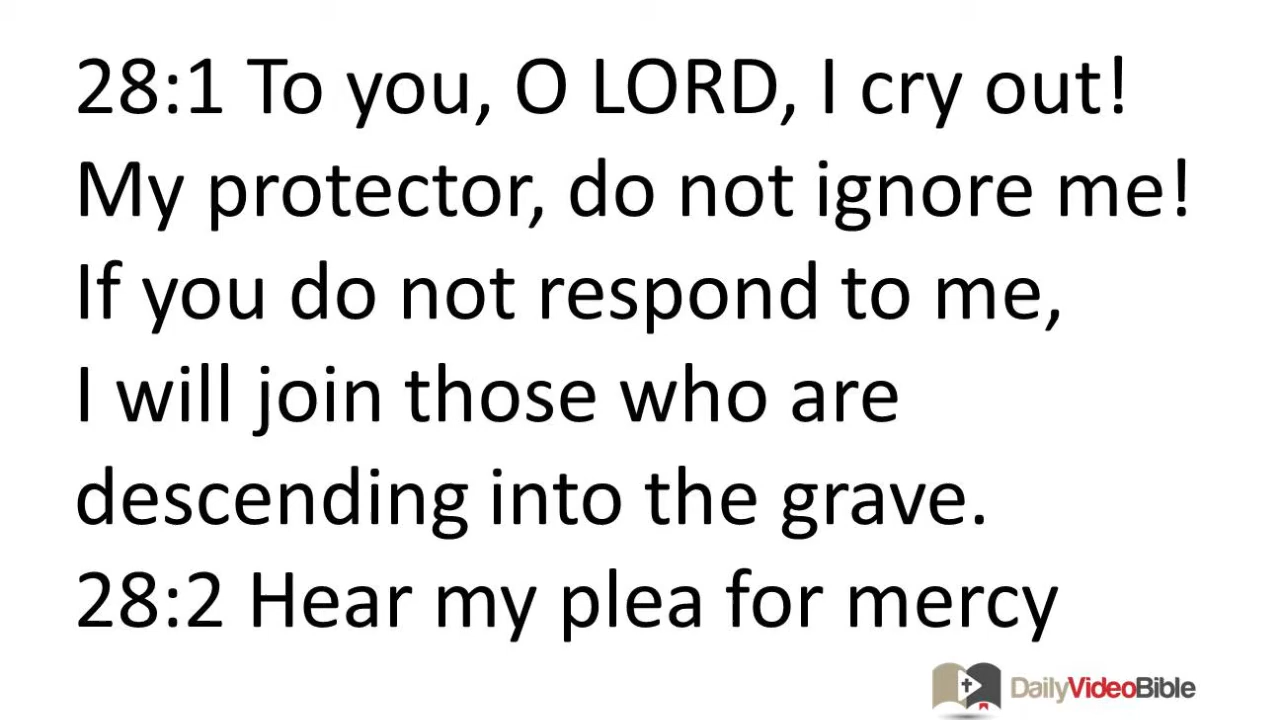 28:1 To you, O LORD, I cry out!
My protector, do not ignore me!
If you do not respond to me,
I will join those who are
descending into the grave.
28:2 Hear my plea for mercy
DailyVideoBible